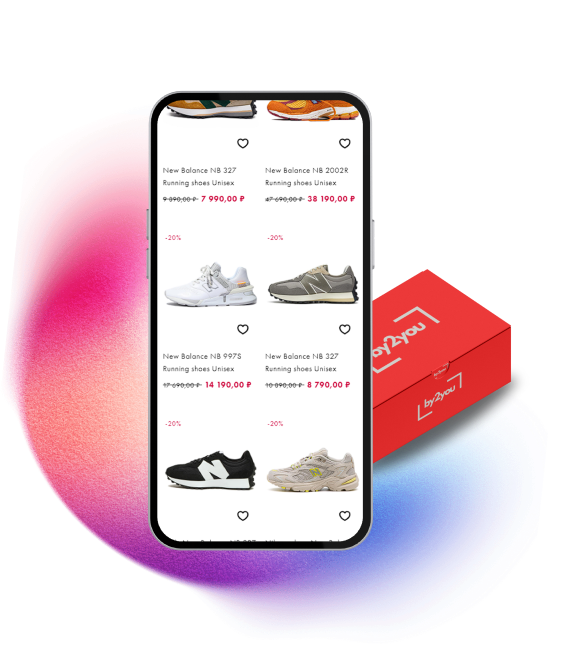 New Balance NB 327
Running shoes Unisex
9 890,00 ₽ 7 990,00 ₽
New Balance NB 2002R
Running shoes Unisex
47 690,00 ₽ 38 190,00 ₽
-20%
-20%
New Balance NB 997S
Running shoes Unisex
17 690,00 ₽ 14 190,00 ₽
New Balance NB 327
Running shoes Unisex
10 890,00 ₽ 8 790,00 ₽
-20%
-20%
by2you
by2you